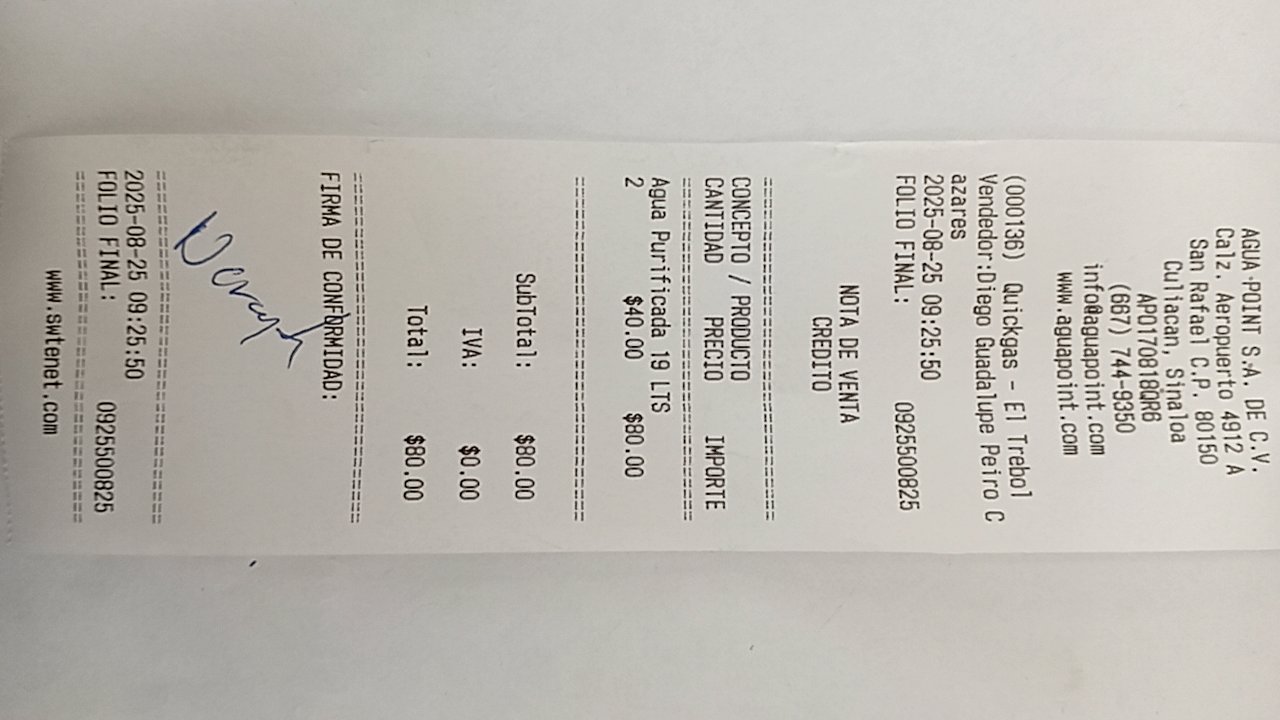 AGUA POINT S.A. DE C.V.
Calz. Aeropuerto 4912 A
San Rafael C.P. 80150
Culiacan, Sinaloa
APO170818QR6
(667) 744-9350
info@aguapoint.com
www.aguapoint.com
(000136) Quickgas - El Trebol
Vendedor:Diego Guadalupe Peiro C
azares
2025-08-25 09:25:50
FOLIO FINAL: 0925500825
NOTA DE VENTA
CREDITO
================================
CONCEPTO / PRODUCTO
CANTIDAD PRECIO IMPORTE
================================
Agua Purificada 19 LTS
2 $40.00 $80.00
================================
SubTotal: $80.00
IVA: $0.00
Total: $80.00
================================
FIRMA DE CONFORMIDAD:
================================
2025-08-25 09:25:50
FOLIO FINAL: 0925500825
================================
www.swtenet.com